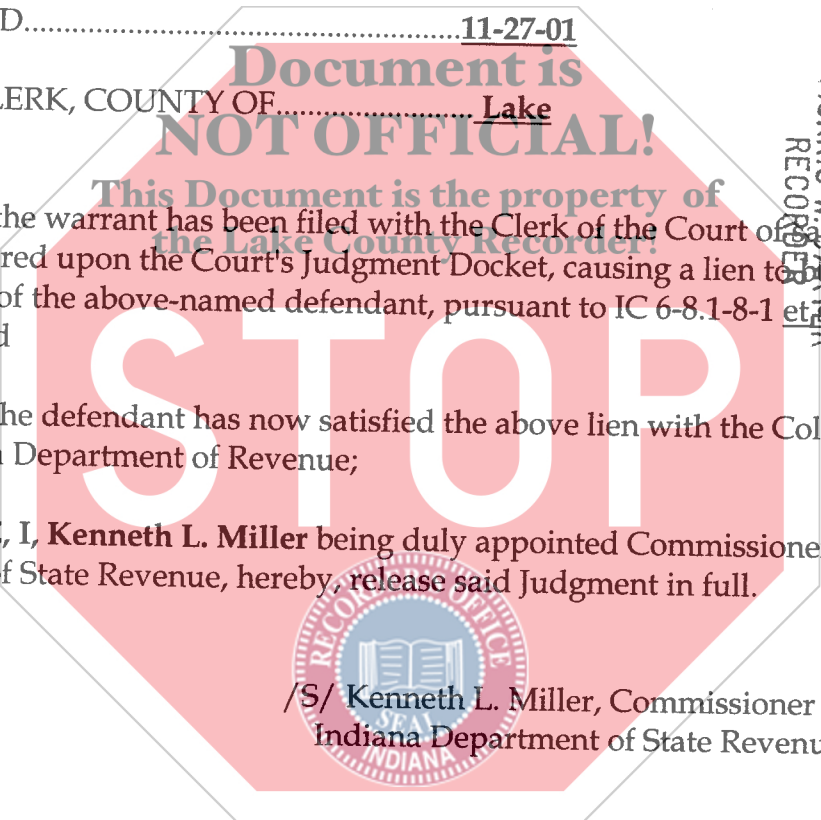 D..................................................11-27-01
Document is
LERK, COUNTY OF........................ Lake
NOT OFFICIAL!
This Document is the property of
the Lake County Recorder!
the warrant has been filed with the Clerk of the Court of
red upon the Court's Judgment Docket, causing a lien to
of the above-named defendant, pursuant to IC 6-8.1-8-1 et
d
STOP
he defendant has now satisfied the above lien with the Col
Department of Revenue;
, I, Kenneth L. Miller being duly appointed Commissione
f State Revenue, hereby, release said Judgment in full.
RECORDER'S OFFICE
SEAL
INDIANA
/S/ Kenneth L. Miller, Commissioner
Indiana Department of State Revenu
RECORDER